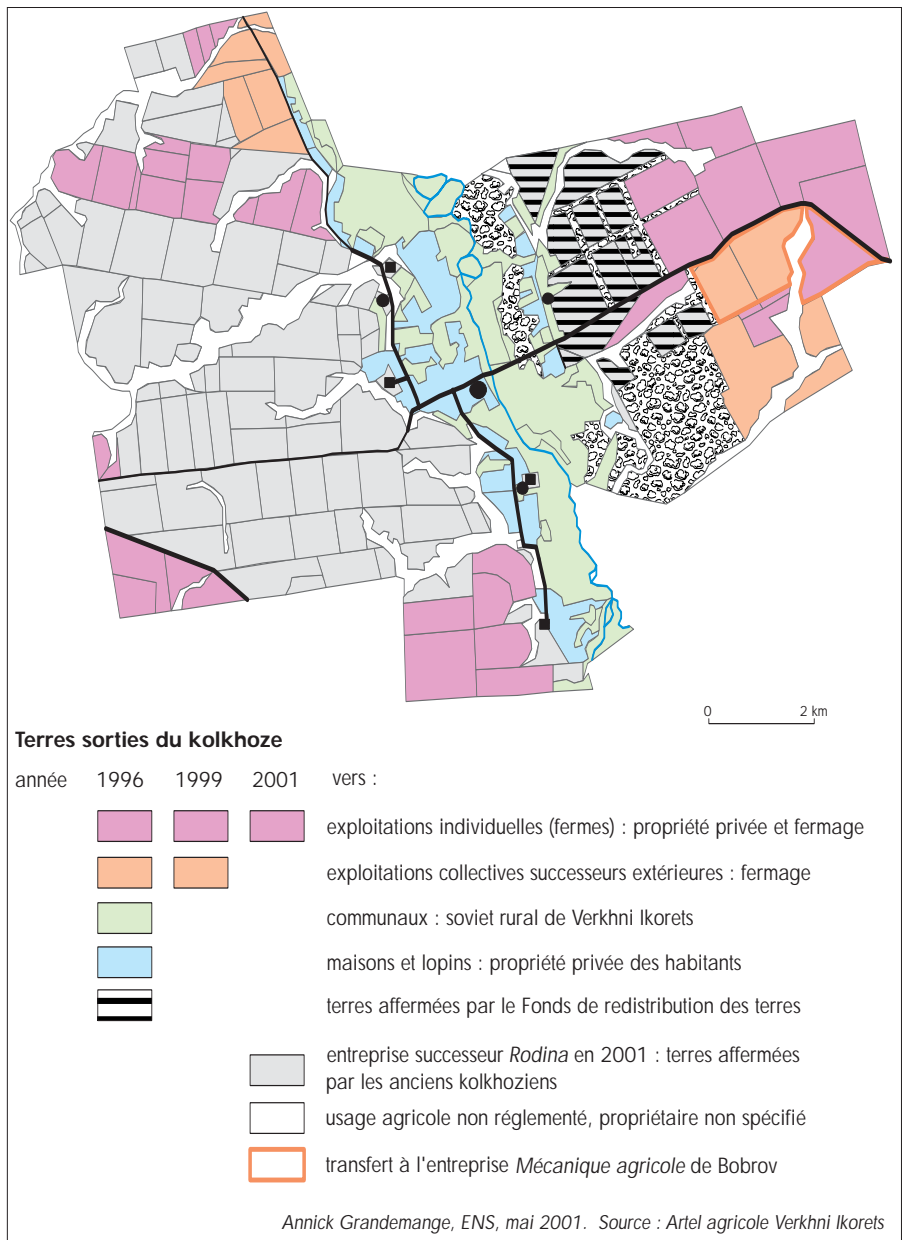 0 2 km
Terres sorties du kolkhoze
année 1996 1999 2001 vers :
exploitations individuelles (fermes) : propriété privée et fermage
exploitations collectives successeurs extérieures : fermage
communaux : soviet rural de Verkhni Ikorets
maisons et lopins : propriété privée des habitants
terres affermées par le Fonds de redistribution des terres
entreprise successeur Rodina en 2001 : terres affermées
par les anciens kolkhoziens
usage agricole non réglementé, propriétaire non spécifié
transfert à l'entreprise Mécanique agricole de Bobrov
Annick Grandemange, ENS, mai 2001. Source : Artel agricole Verkhni Ikorets